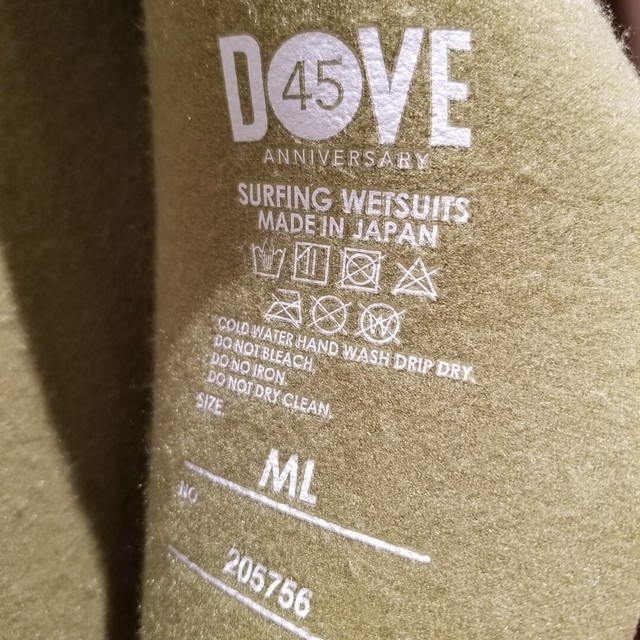 DOVE
45
ANNIVERSARY
SURFING WETSUITS
MADE IN JAPAN
W
COLD WATER HAND WASH DRIP DRY.
DO NOT BLEACH.
DO NO IRON.
DO NOT DRY CLEAN.
SIZE
ML
NO
205756